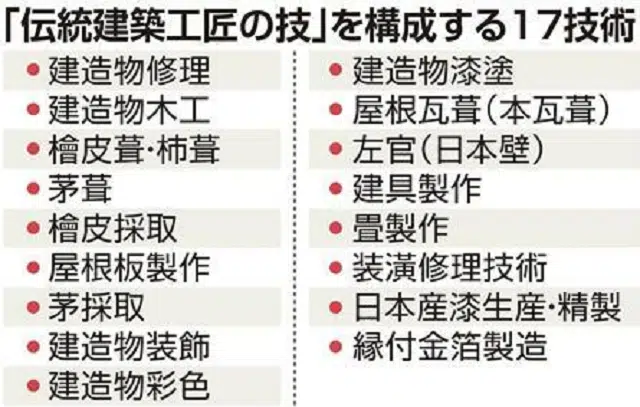 「伝統建築工匠の技」を構成する17技術
● 建造物修理
● 建造物木工
● 檜皮葺・杮葺
● 茅葺
● 檜皮採取
● 屋根板製作
● 茅採取
● 建造物装飾
● 建造物彩色
● 建造物漆塗
● 屋根瓦葺(本瓦葺)
● 左官(日本壁)
● 建具製作
● 畳製作
● 装潢修理技術
● 日本産漆生産・精製
● 縁付金箔製造